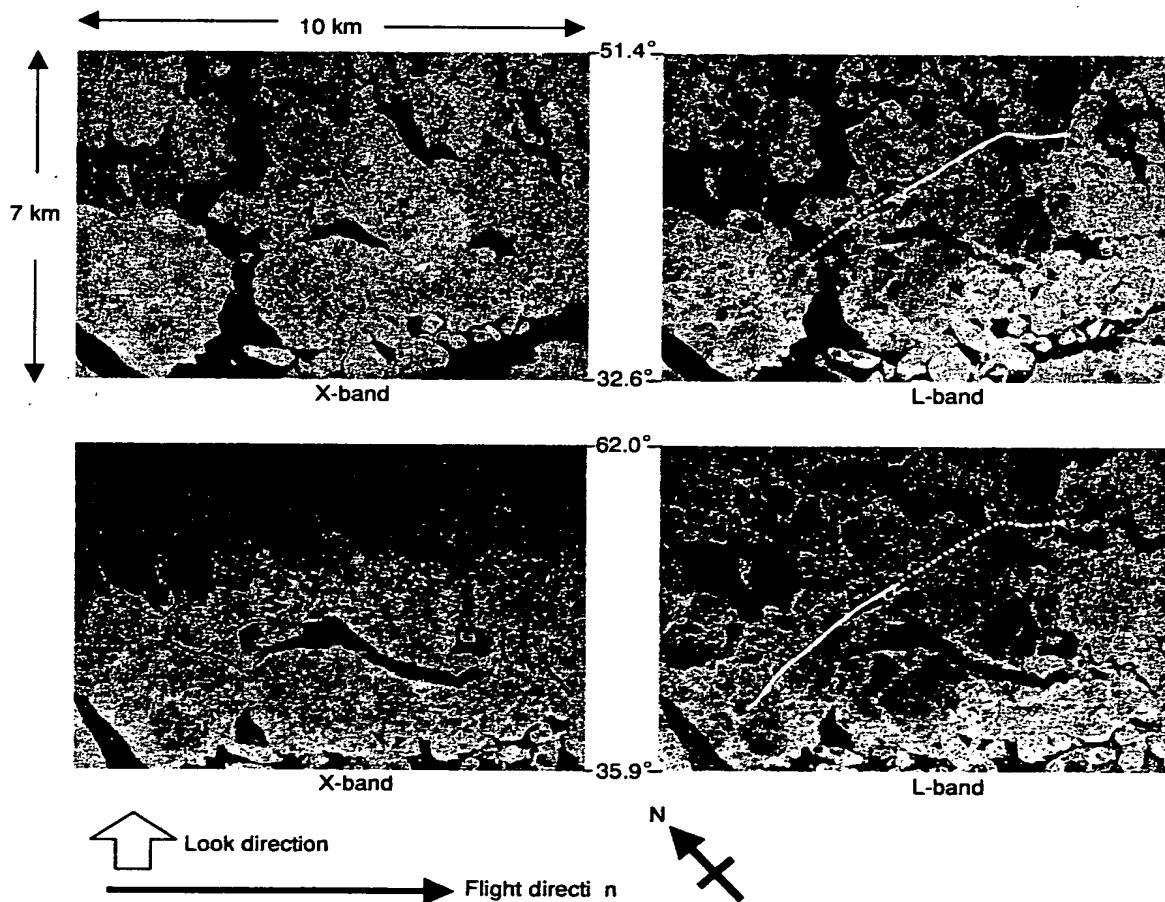 10 km
7 km
51.4°
32.6°
X-band
L-band
62.0°
35.9°
X-band
L-band
Look direction
N
Flight directi n